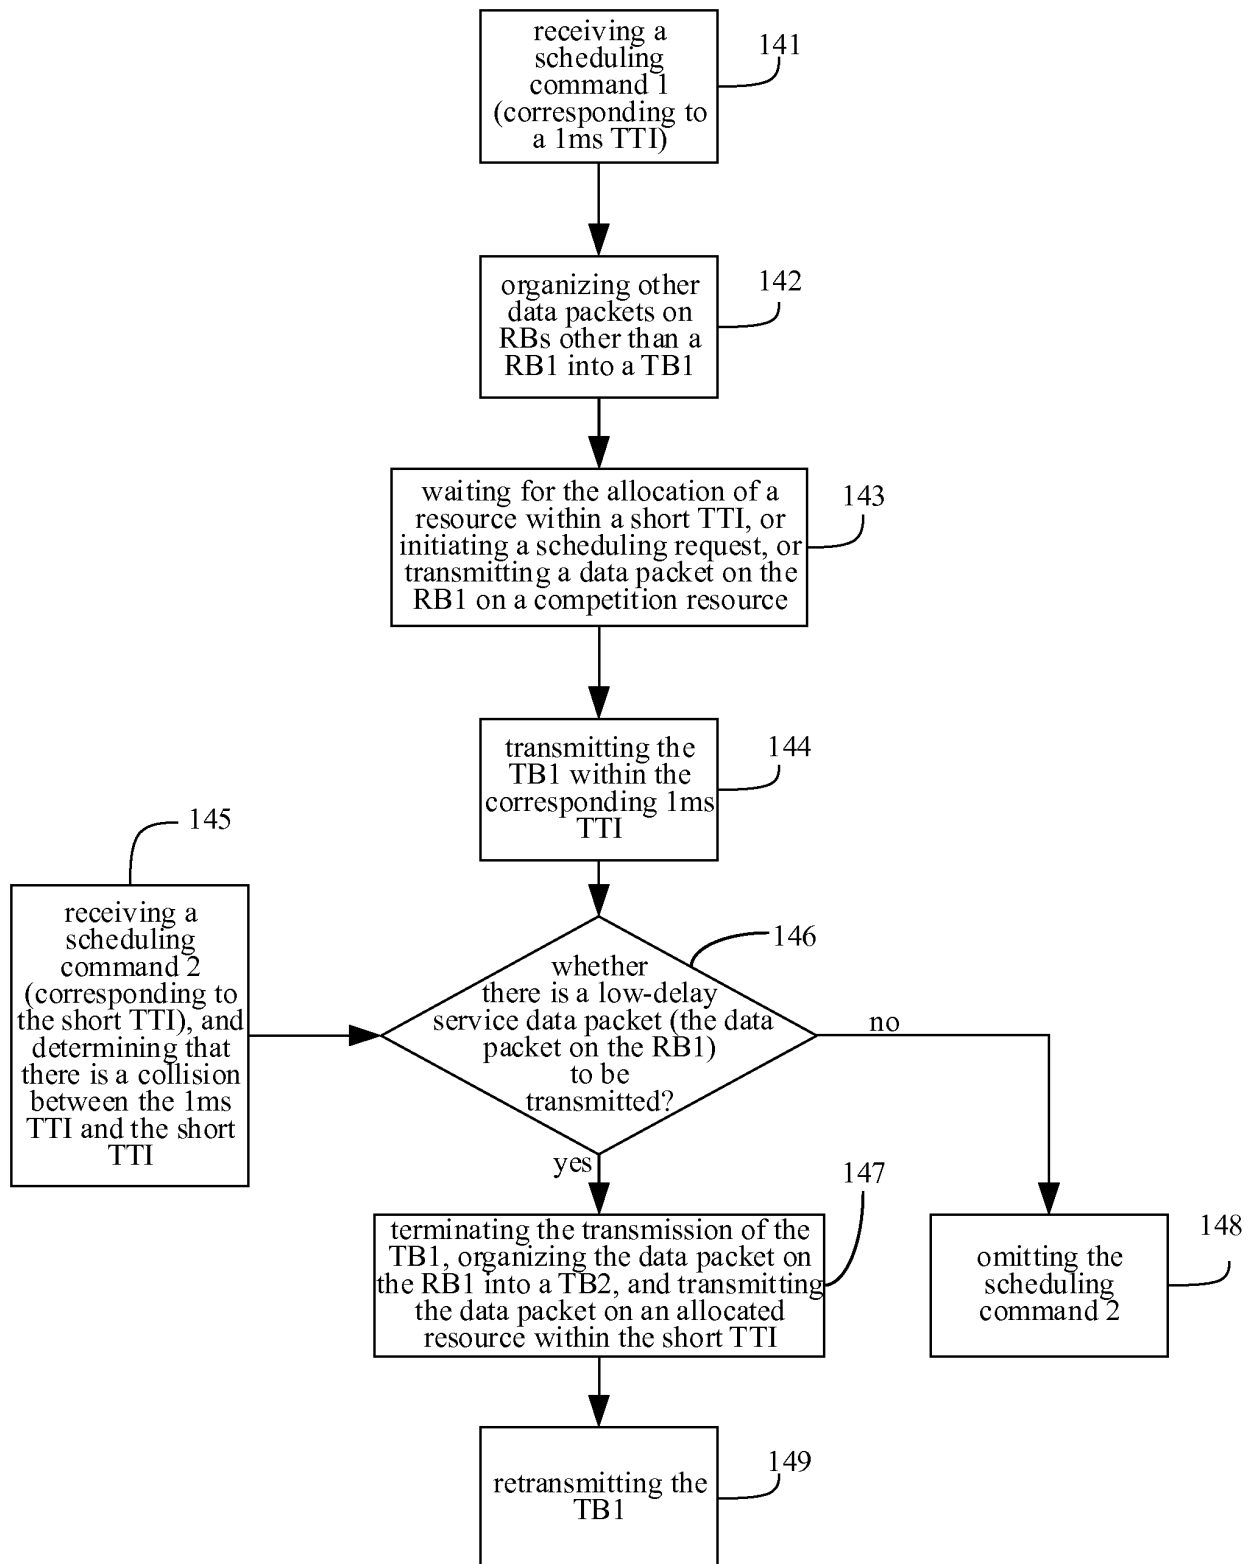 receiving a
scheduling
command 1
(corresponding to
a 1ms TTI)
141
organizing other
data packets on
RBs other than a
RB1 into a TB1
142
waiting for the allocation of a
resource within a short TTI, or
initiating a scheduling request, or
transmitting a data packet on the
RB1 on a competition resource
143
transmitting the
TB1 within the
corresponding 1ms
TTI
144
145
receiving a
scheduling
command 2
(corresponding to
the short TTI), and
determining that
there is a collision
between the 1ms
TTI and the short
TTI
146
whether
there is a low-delay
service data packet (the data
packet on the RB1)
to be
transmitted?
no
yes
147
terminating the transmission of the
TB1, organizing the data packet on
the RB1 into a TB2, and transmitting
the data packet on an allocated
resource within the short TTI
148
omitting the
scheduling
command 2
149
retransmitting the
TB1